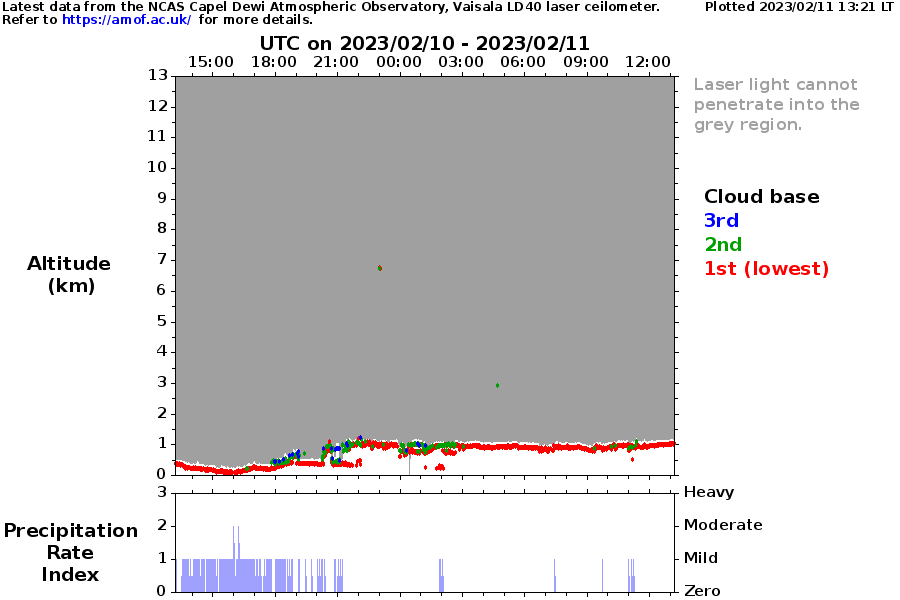 Latest data from the NCAS Capel Dewi Atmospheric Observatory, Vaisala LD40 laser ceilometer. Plotted 2023/02/11 13:21 LT
Refer to https://amof.ac.uk/ for more details.
UTC on 2023/02/10 - 2023/02/11
15:00 18:00 21:00 00:00 03:00 06:00 09:00 12:00
13
12
11
10
9
8
7
6
5
4
3
2
1
0
Altitude
(km)
Laser light cannot
penetrate into the
grey region.
Cloud base
3rd
2nd
1st (lowest)
3
2
1
0
Precipitation
Rate
Index
Heavy
Moderate
Mild
Zero